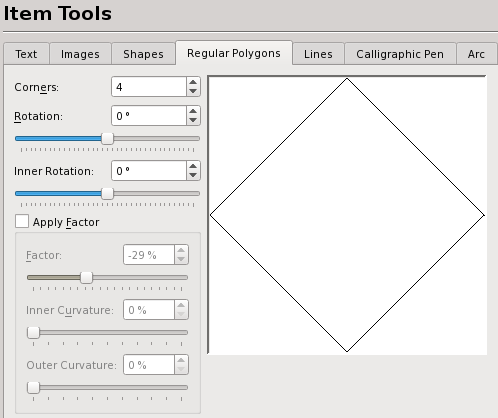 Item Tools
Text Images Shapes Regular Polygons Lines Calligraphic Pen Arc
Corners: 4
Rotation: 0 °
Inner Rotation: 0 °
Apply Factor
Factor: -29 %
Inner Curvature: 0 %
Outer Curvature: 0 %